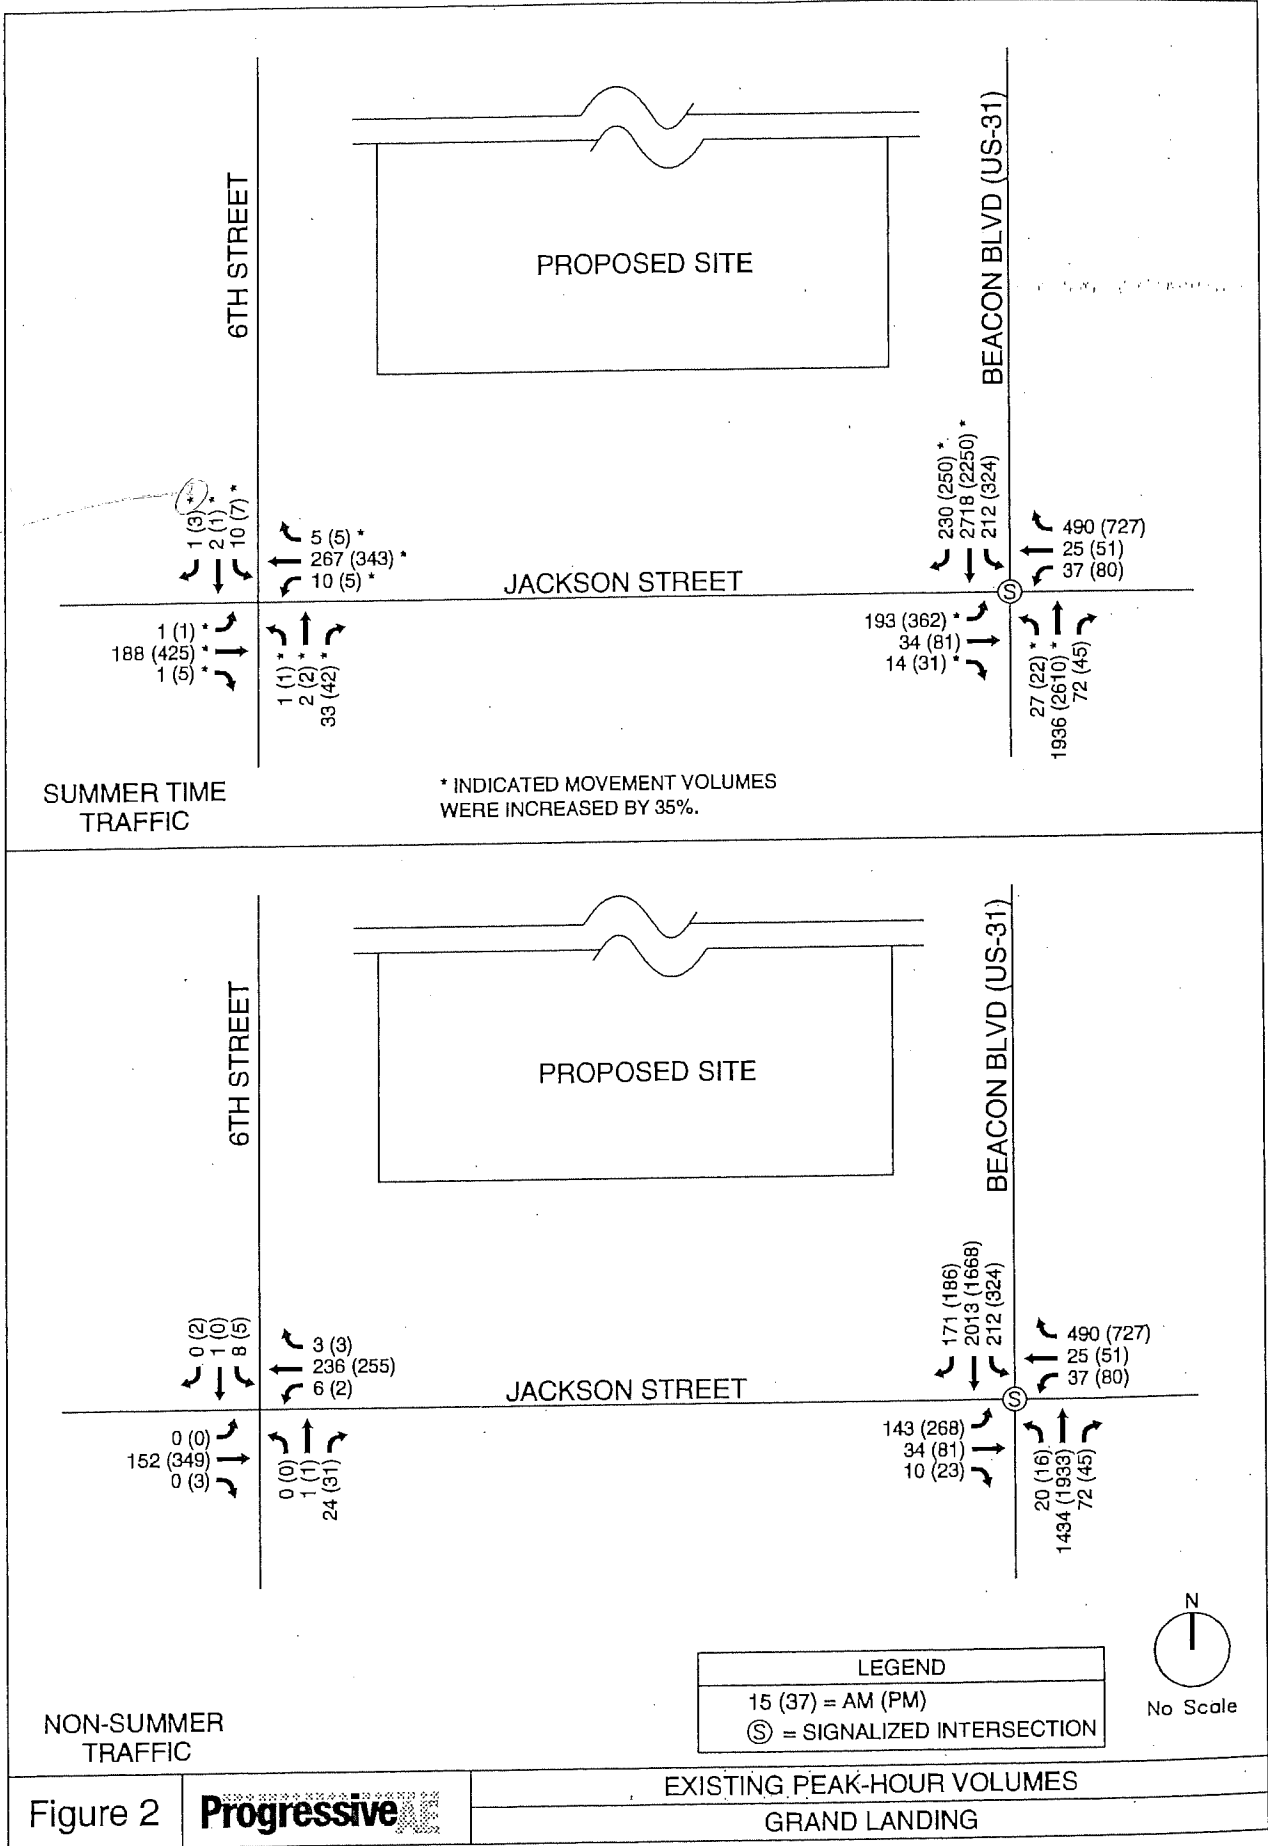 6TH STREET
PROPOSED SITE
BEACON BLVD (US-31)
1 (3) *
2 (1) *
10 (7) *
5 (5) *
267 (343) *
10 (5) *
JACKSON STREET
230 (250) *
2718 (2250) *
212 (324)
490 (727)
25 (51)
37 (80)
S
1 (1) *
188 (425) *
1 (5) *
1 (1) *
2 (2) *
33 (42) *
193 (362) *
34 (81)
14 (31) *
27 (22) *
1936 (2610) *
72 (45)
SUMMER TIME
TRAFFIC
* INDICATED MOVEMENT VOLUMES
WERE INCREASED BY 35%.
6TH STREET
PROPOSED SITE
BEACON BLVD (US-31)
0 (2)
1 (0)
8 (5)
3 (3)
236 (255)
6 (2)
JACKSON STREET
171 (186)
2013 (1668)
212 (324)
490 (727)
25 (51)
37 (80)
S
0 (0)
152 (349)
0 (3)
0 (0)
1 (1)
24 (31)
143 (268)
34 (81)
10 (23)
20 (16)
1434 (1933)
72 (45)
N
No Scale
LEGEND
15 (37) = AM (PM)
S = SIGNALIZED INTERSECTION
NON-SUMMER
TRAFFIC
Figure 2
Progressive AE
EXISTING PEAK-HOUR VOLUMES
GRAND LANDING